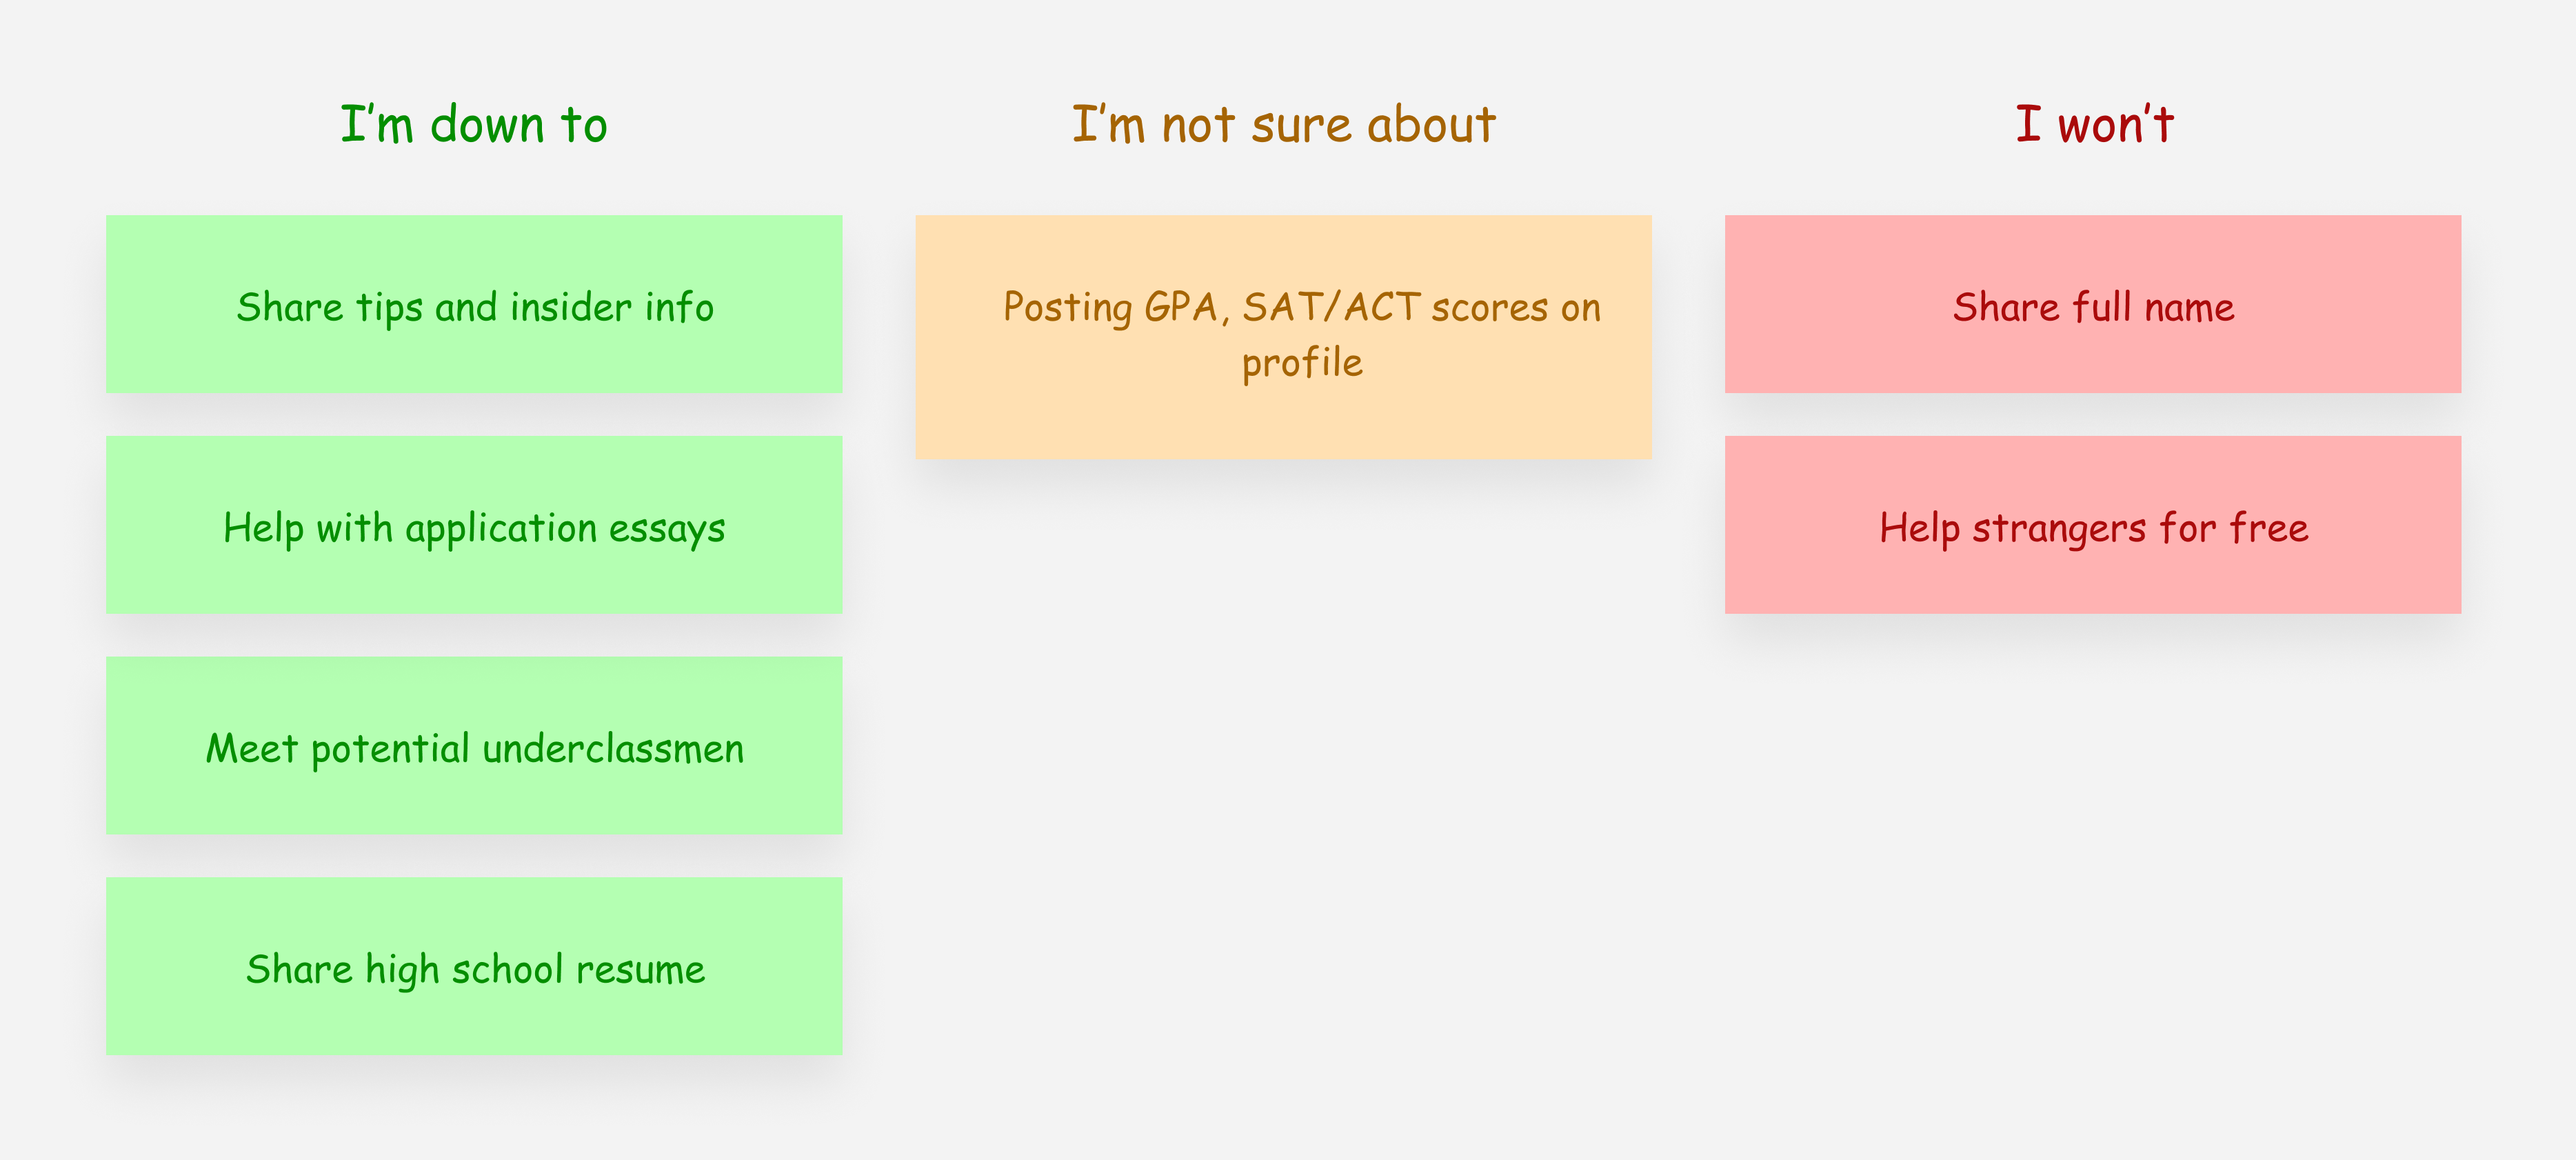 I'm down to
Share tips and insider info
Help with application essays
Meet potential underclassmen
Share high school resume
I'm not sure about
Posting GPA, SAT/ACT scores on
profile
I won't
Share full name
Help strangers for free